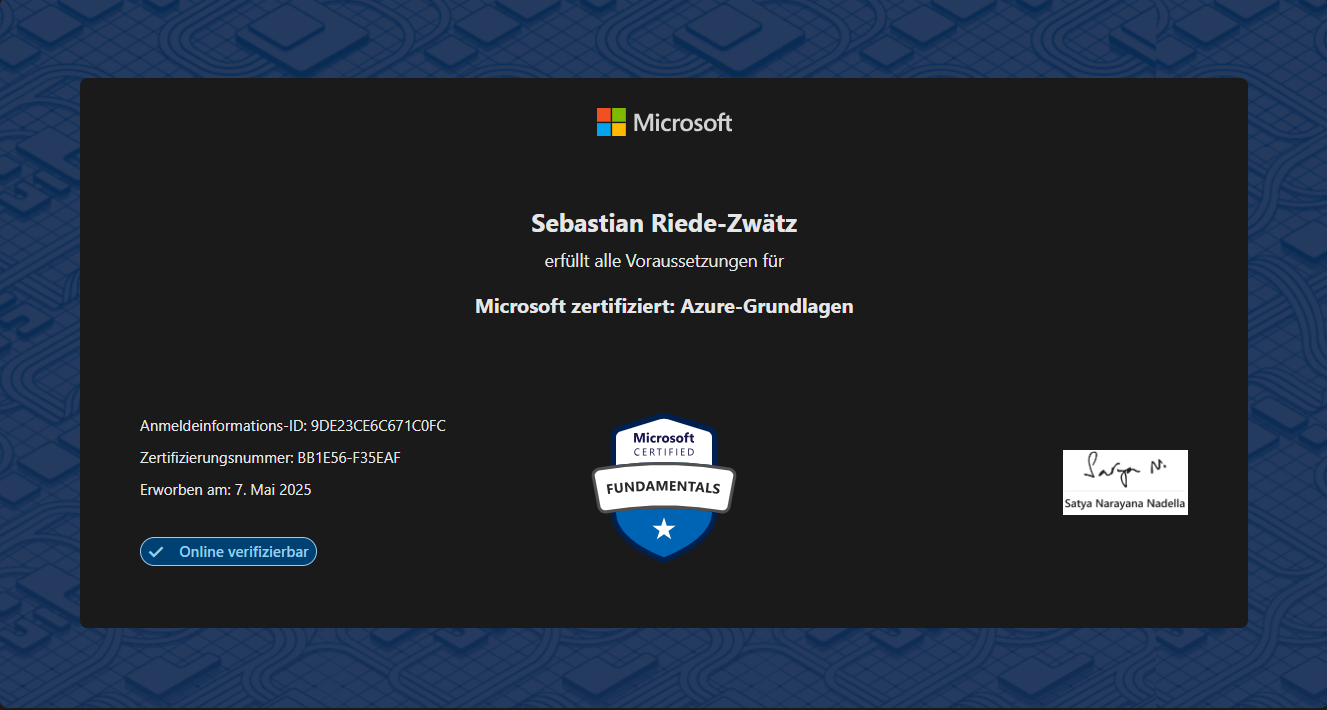 Microsoft
Sebastian Riede-Zwätz
erfüllt alle Voraussetzungen für
Microsoft zertifiziert: Azure-Grundlagen
Anmeldeinformations-ID: 9DE23CE6C671C0FC
Zertifizierungsnummer: BB1E56-F35EAF
Erworben am: 7. Mai 2025
Online verifizierbar
Microsoft
CERTIFIED
FUNDAMENTALS
Satya N.
Satya Narayana Nadella